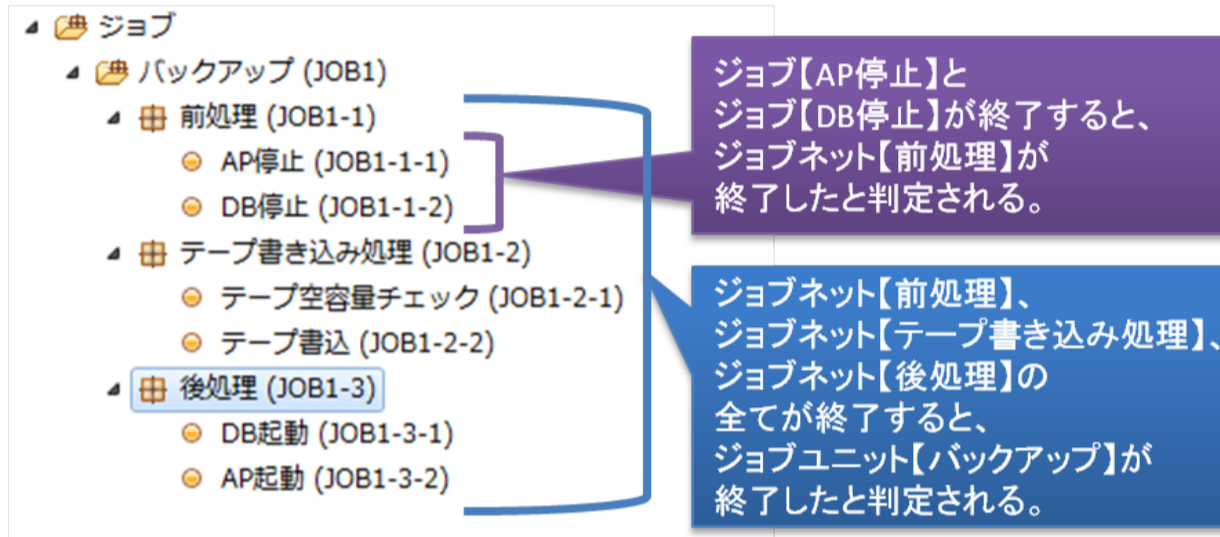 ジョブ
バックアップ (JOB1)
前処理 (JOB1-1)
AP停止 (JOB1-1-1)
DB停止 (JOB1-1-2)
テープ書き込み処理 (JOB1-2)
テープ空容量チェック (JOB1-2-1)
テープ書込 (JOB1-2-2)
後処理 (JOB1-3)
DB起動 (JOB1-3-1)
AP起動 (JOB1-3-2)
ジョブ【AP停止】と
ジョブ【DB停止】が終了すると、
ジョブネット【前処理】が
終了したと判定される。
ジョブネット【前処理】、
ジョブネット【テープ書き込み処理】、
ジョブネット【後処理】の
全てが終了すると、
ジョブユニット【バックアップ】が
終了したと判定される。